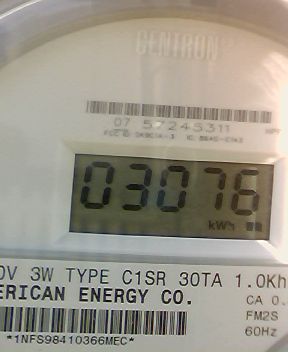 CENTRON
07 57245311
03076
kWh
0V 3W TYPE C1SR 30TA 1.0Kh
ERICAN ENERGY CO.
CA 0.
FM2S
60Hz
*1NFS98410366MEC*